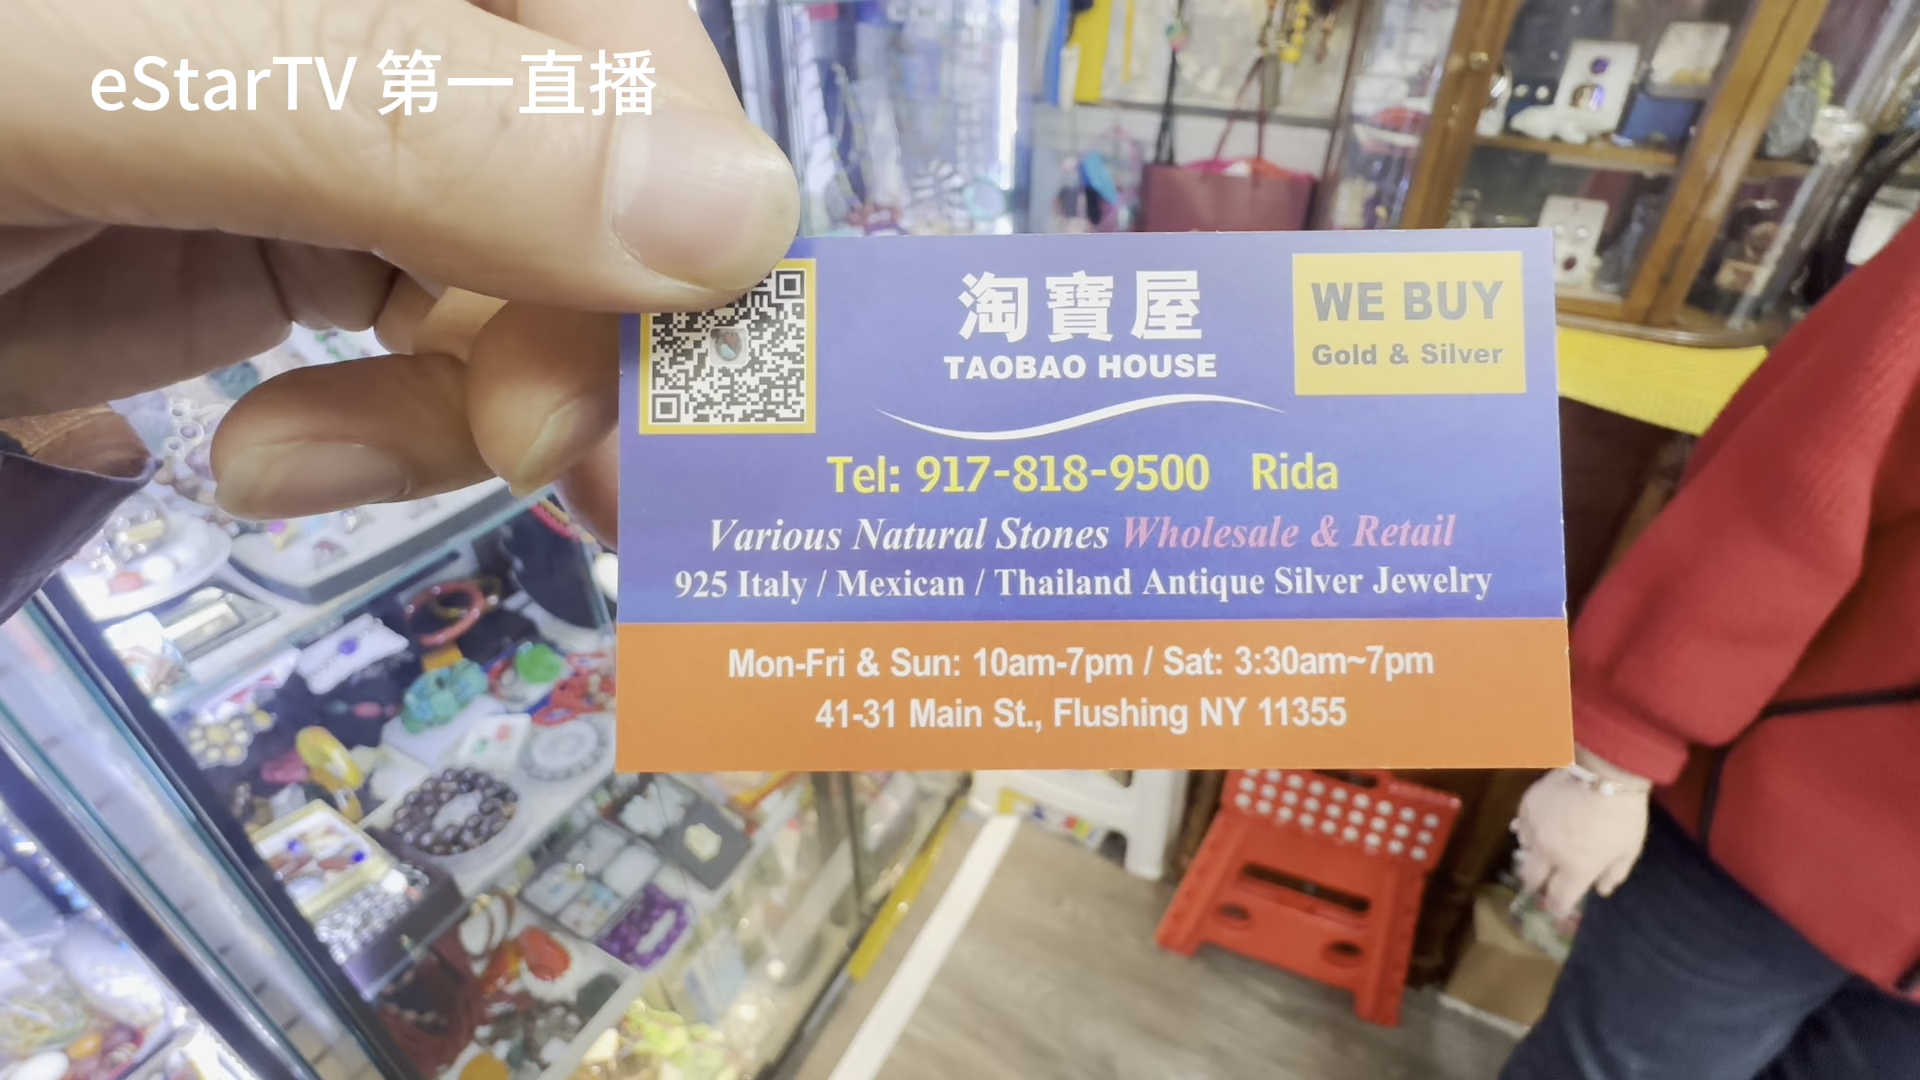 eStarTV 第一直播
淘寶屋
TAOBAO HOUSE
WE BUY
Gold & Silver
Tel: 917-818-9500 Rida
Various Natural Stones Wholesale & Retail
925 Italy / Mexican / Thailand Antique Silver Jewelry
Mon-Fri & Sun: 10am-7pm / Sat: 3:30am~7pm
41-31 Main St., Flushing NY 11355